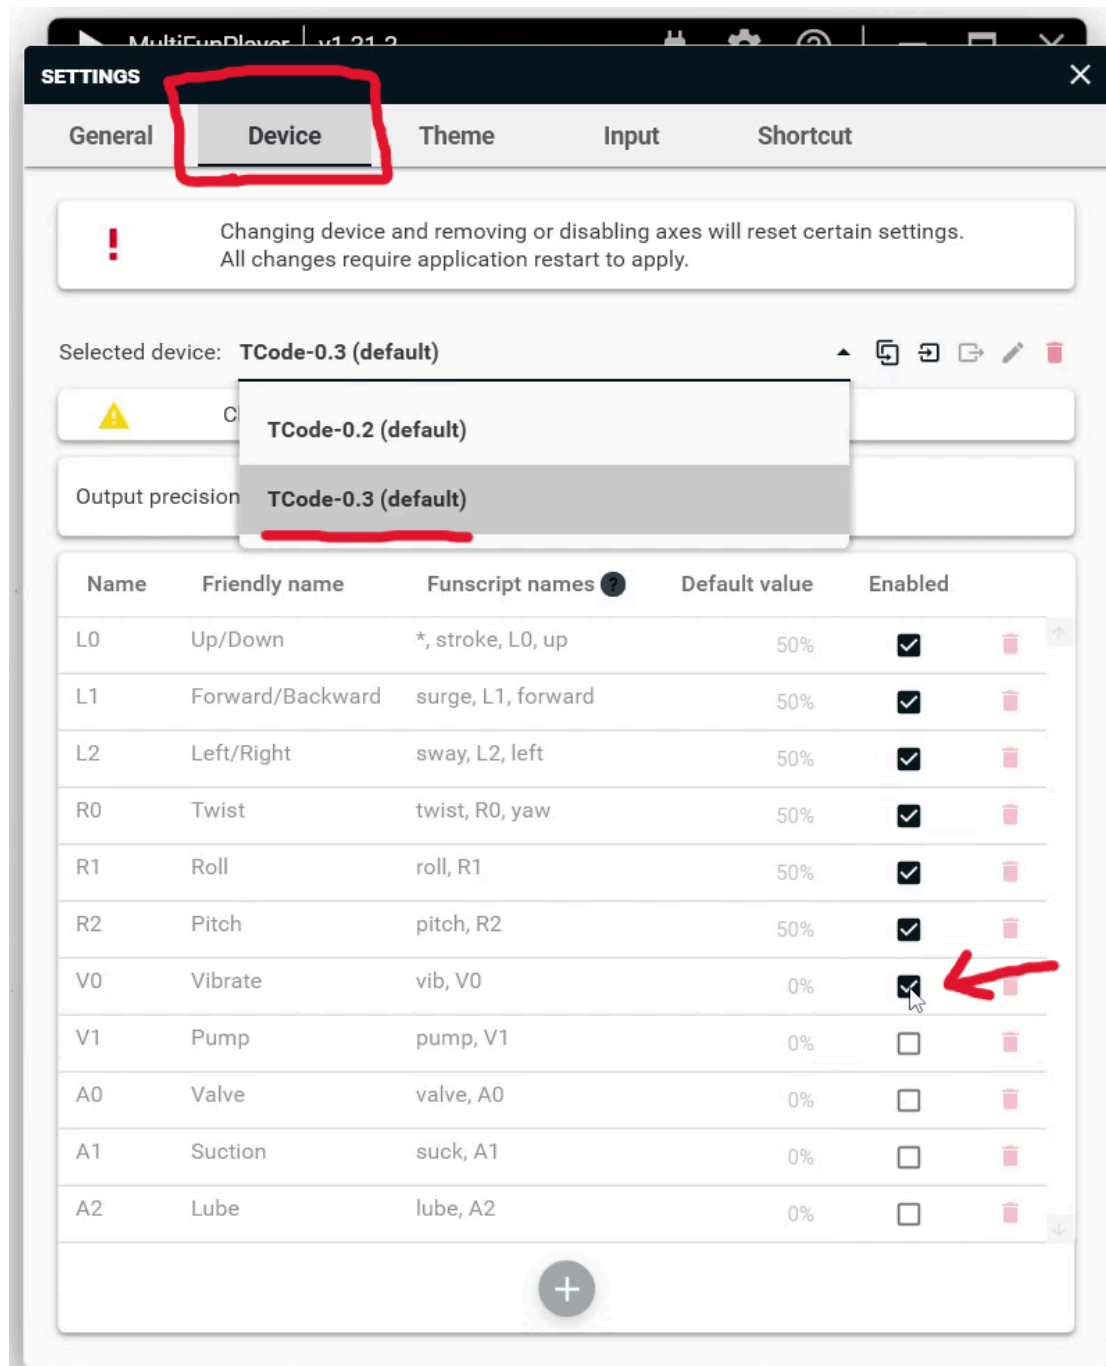 MultiFunPlayer v1.31.3
SETTINGS
General Device Theme Input Shortcut
Changing device and removing or disabling axes will reset certain settings.
All changes require application restart to apply.
Selected device: TCode-0.3 (default)
TCode-0.2 (default)
Output precision
TCode-0.3 (default)
Name Friendly name Funscript names ? Default value Enabled
L0 Up/Down *, stroke, L0, up 50%
L1 Forward/Backward surge, L1, forward 50%
L2 Left/Right sway, L2, left 50%
R0 Twist twist, R0, yaw 50%
R1 Roll roll, R1 50%
R2 Pitch pitch, R2 50%
V0 Vibrate vib, V0 0%
V1 Pump pump, V1 0%
A0 Valve valve, A0 0%
A1 Suction suck, A1 0%
A2 Lube lube, A2 0%